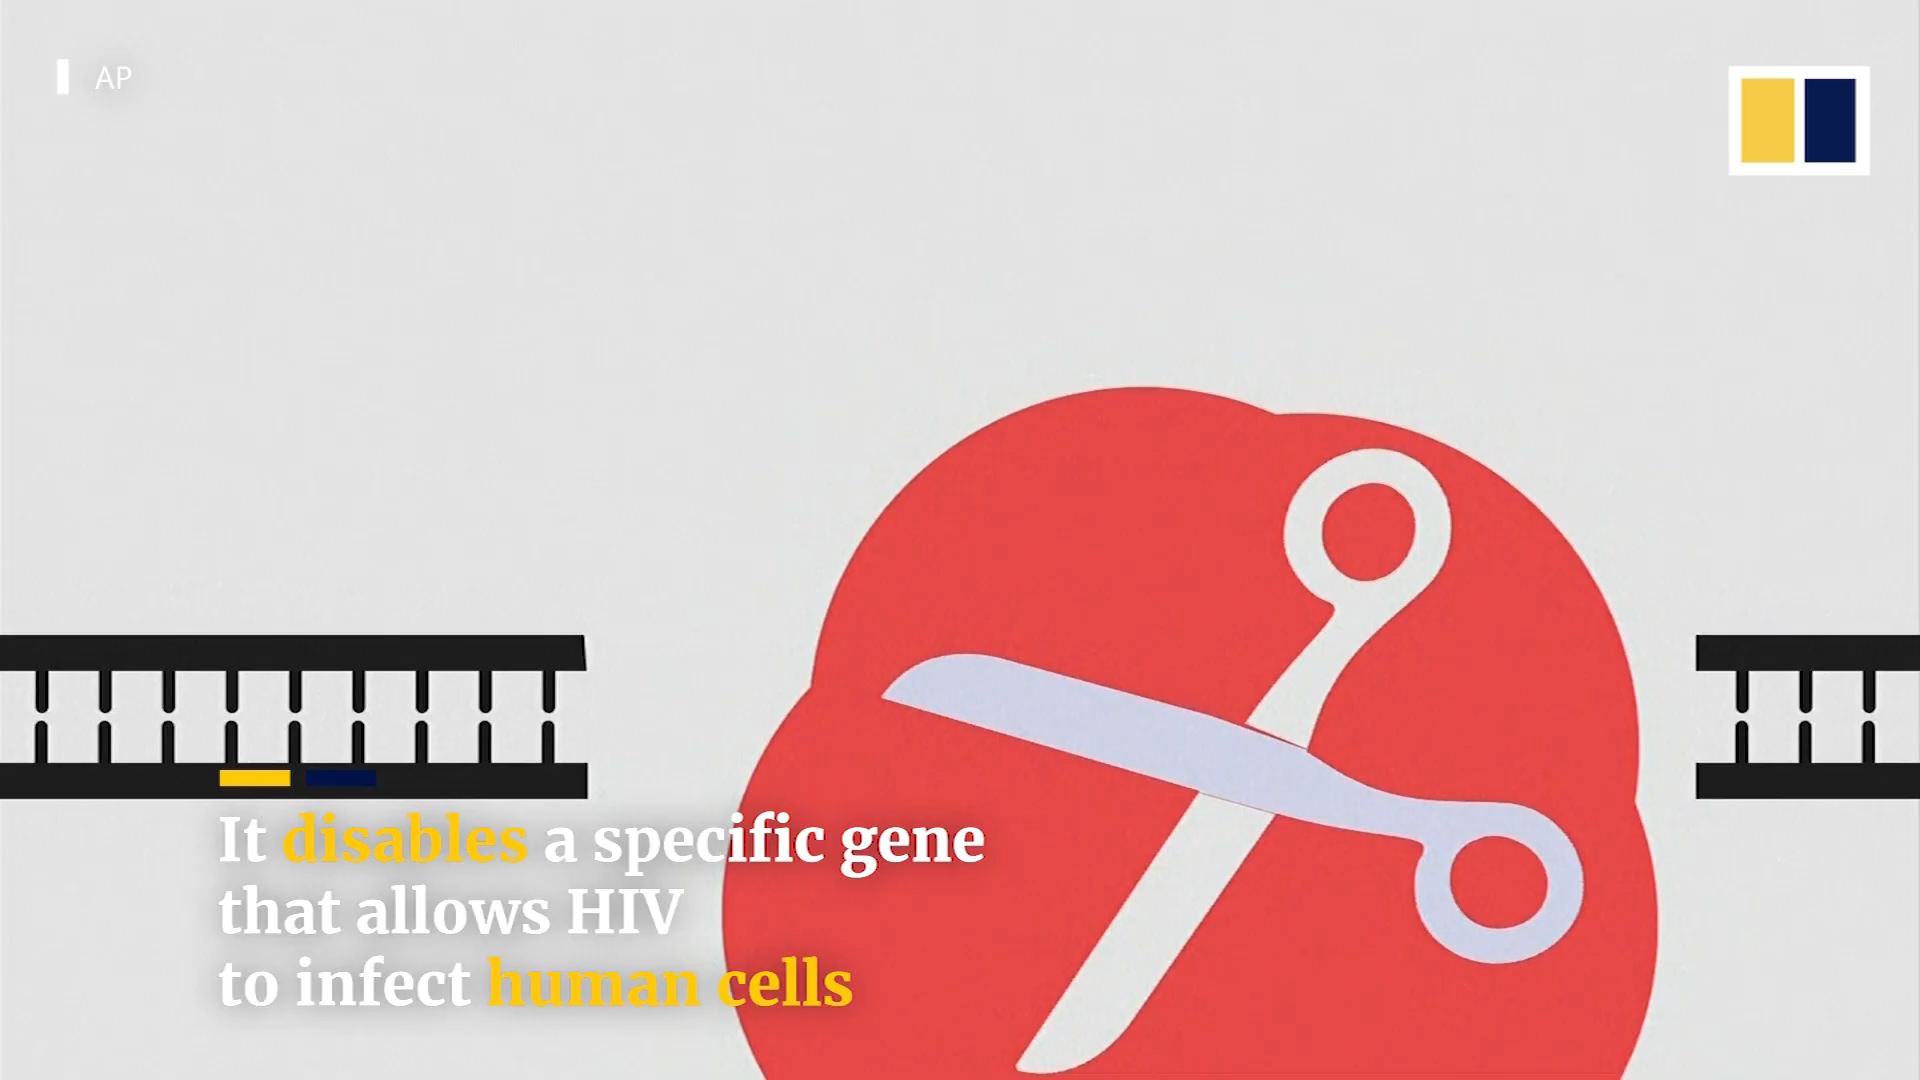 AP
It disables a specific gene
that allows HIV
to infect human cells